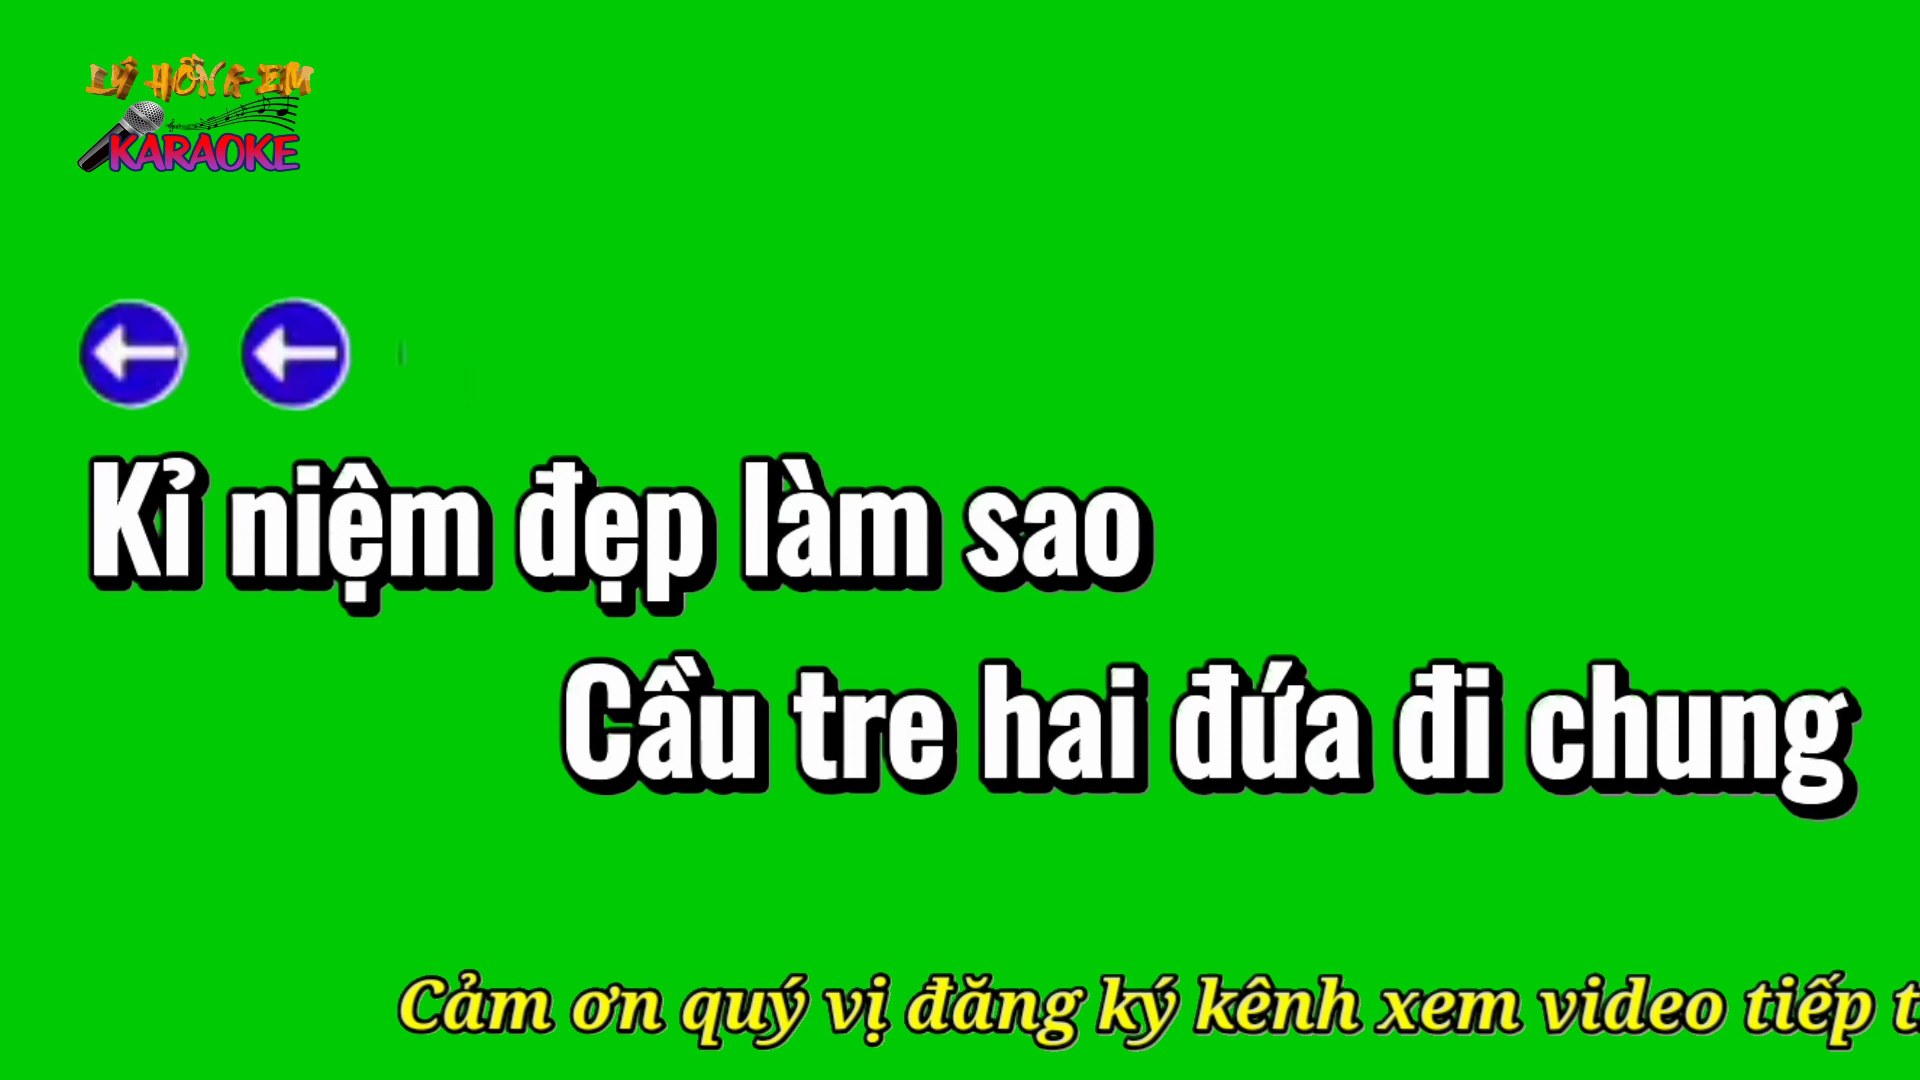 LÝ HỒNG EM
KARAOKE
Kỉ niệm đẹp làm sao
Cầu tre hai đứa đi chung
Cảm ơn quý vị đăng ký kênh xem video tiếp t